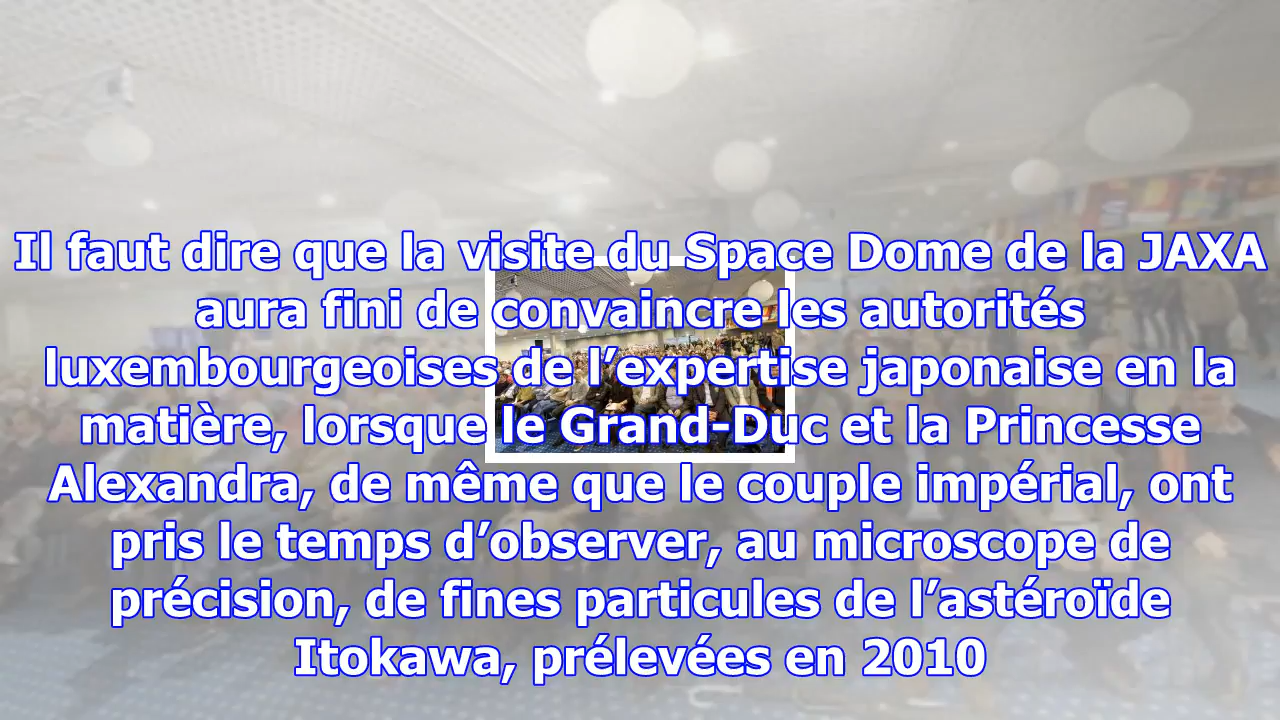 Il faut dire que la visite du Space Dome de la JAXA
aura fini de convaincre les autorités
luxembourgeoises de l’expertise japonaise en la
matière, lorsque le Grand-Duc et la Princesse
Alexandra, de même que le couple impérial, ont
pris le temps d’observer, au microscope de
précision, de fines particules de l’astéroïde
Itokawa, prélevées en 2010